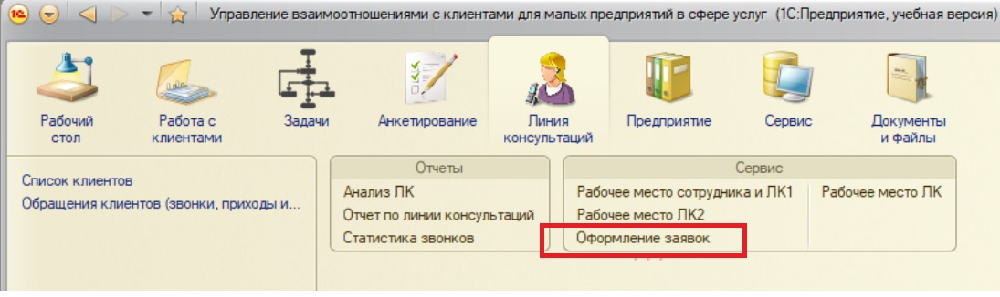 1С Управление взаимоотношениями с клиентами для малых предприятий в сфере услуг (1С:Предприятие, учебная версия)
Рабочий стол
Работа с клиентами
Задачи
Анкетирование
Линия консультаций
Предприятие
Сервис
Документы и файлы
Список клиентов
Обращения клиентов (звонки, приходы и...
Отчеты
Анализ ЛК
Отчет по линии консультаций
Статистика звонков
Сервис
Рабочее место сотрудника и ЛК1
Рабочее место ЛК2
Оформление заявок
Рабочее место ЛК